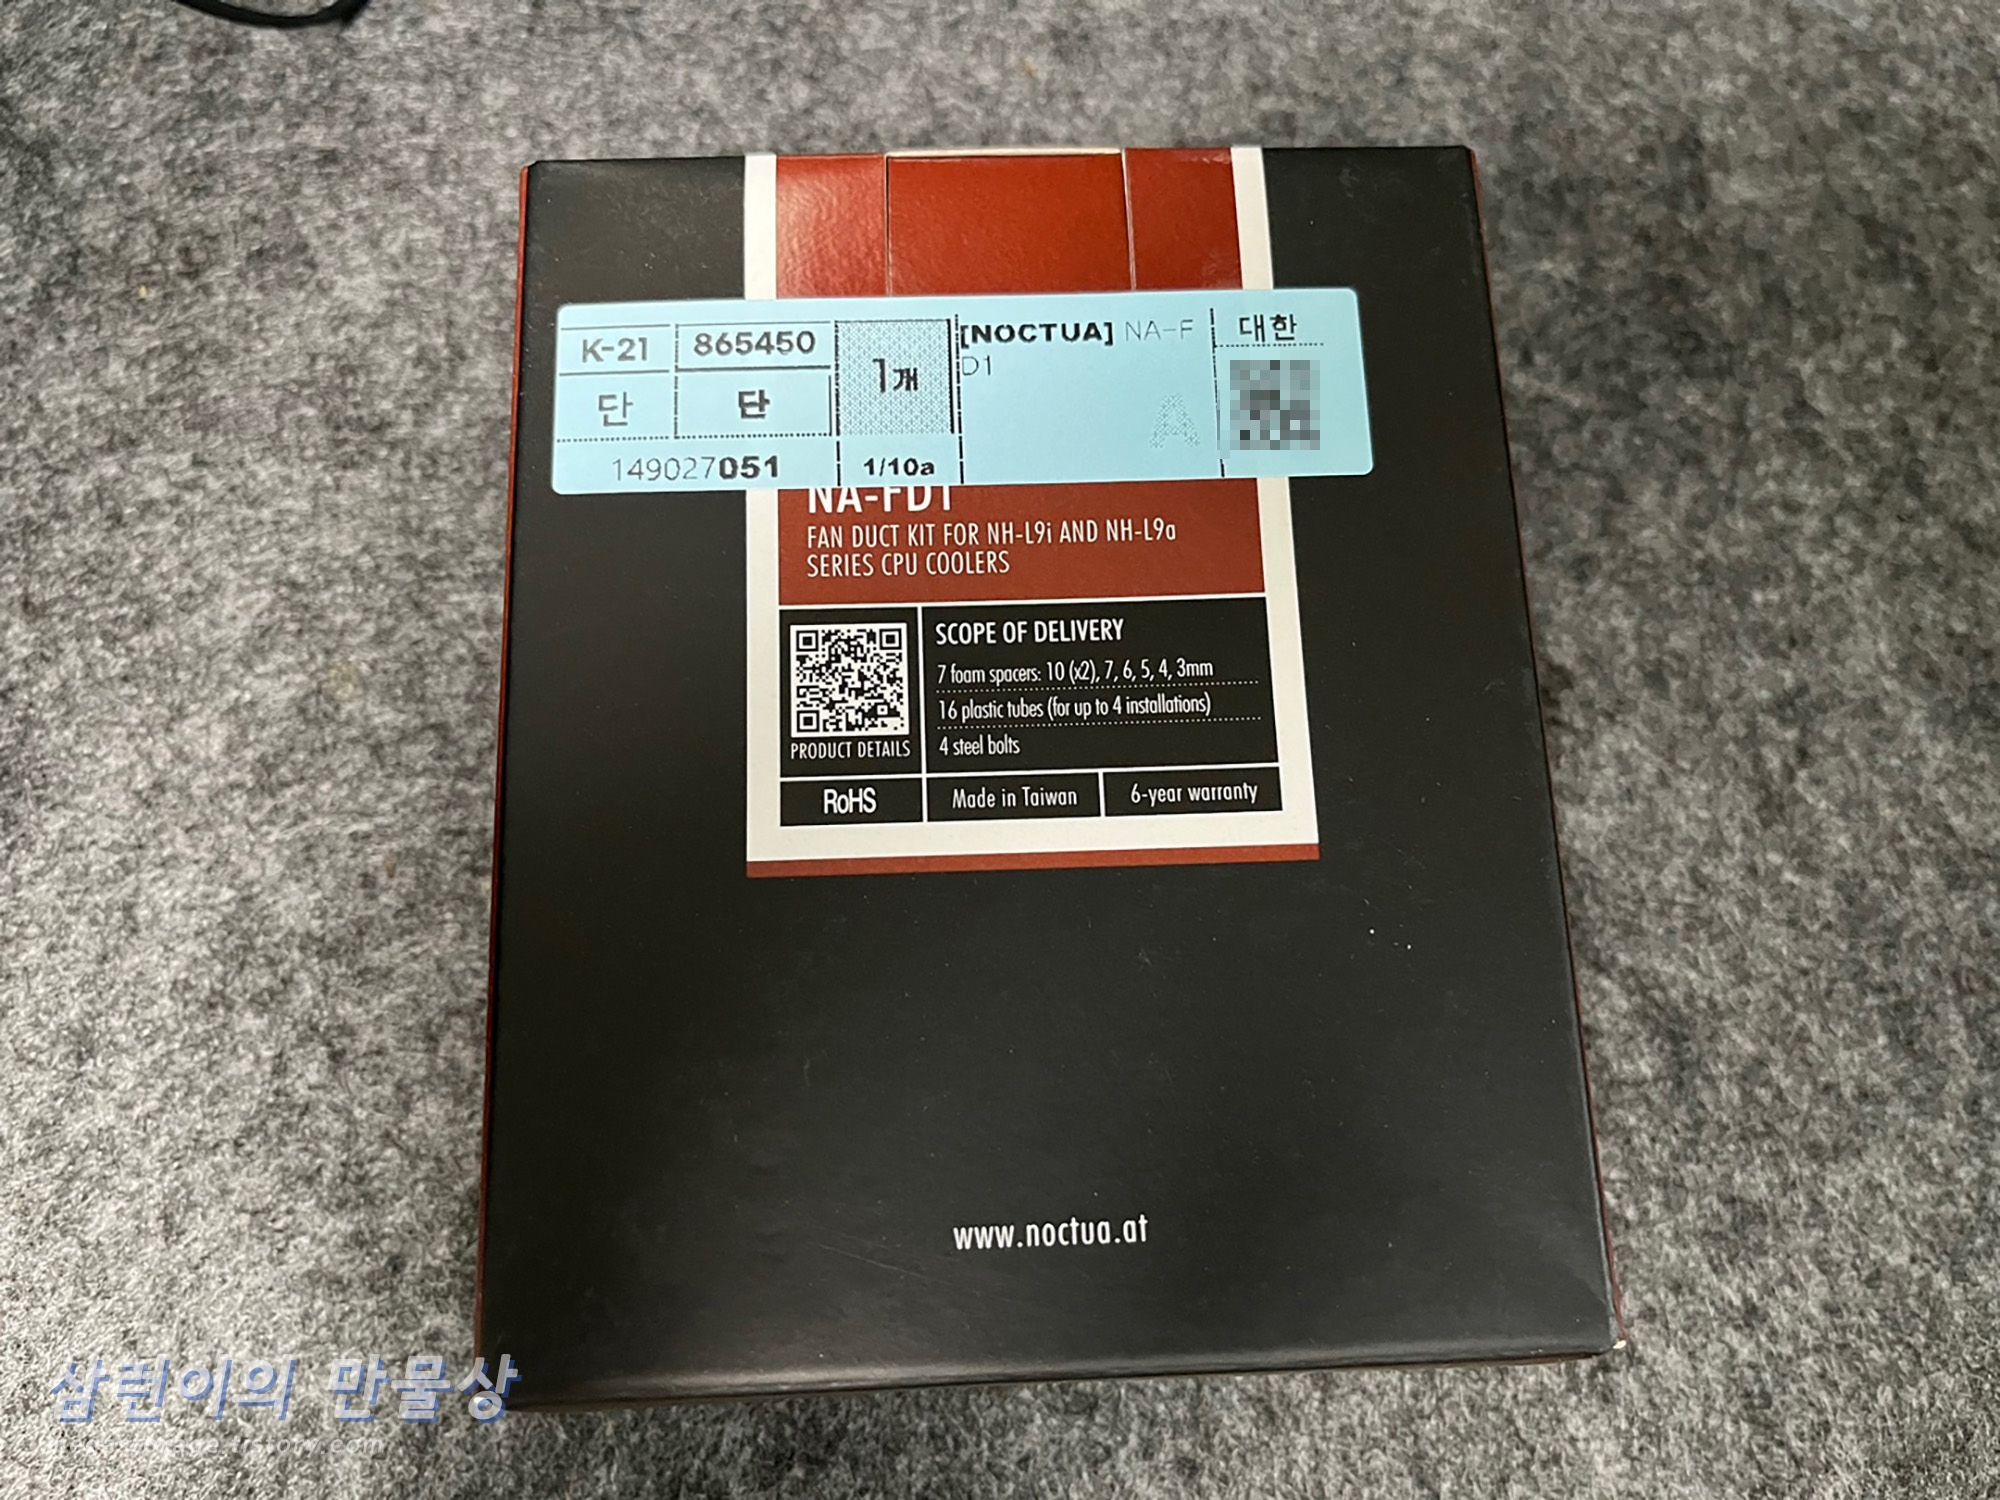 K-21
865450
1개
[NOCTUA] NA-F
D1
대한
단
단
A
149027051
1/10a
NA-FD1
FAN DUCT KIT FOR NH-L9i AND NH-L9a
SERIES CPU COOLERS
SCOPE OF DELIVERY
7 foam spacers: 10 (x2), 7, 6, 5, 4, 3mm
16 plastic tubes (for up to 4 installations)
4 steel bolts
PRODUCT DETAILS
RoHS
Made in Taiwan
6-year warranty
www.noctua.at
삼린이의 만물상